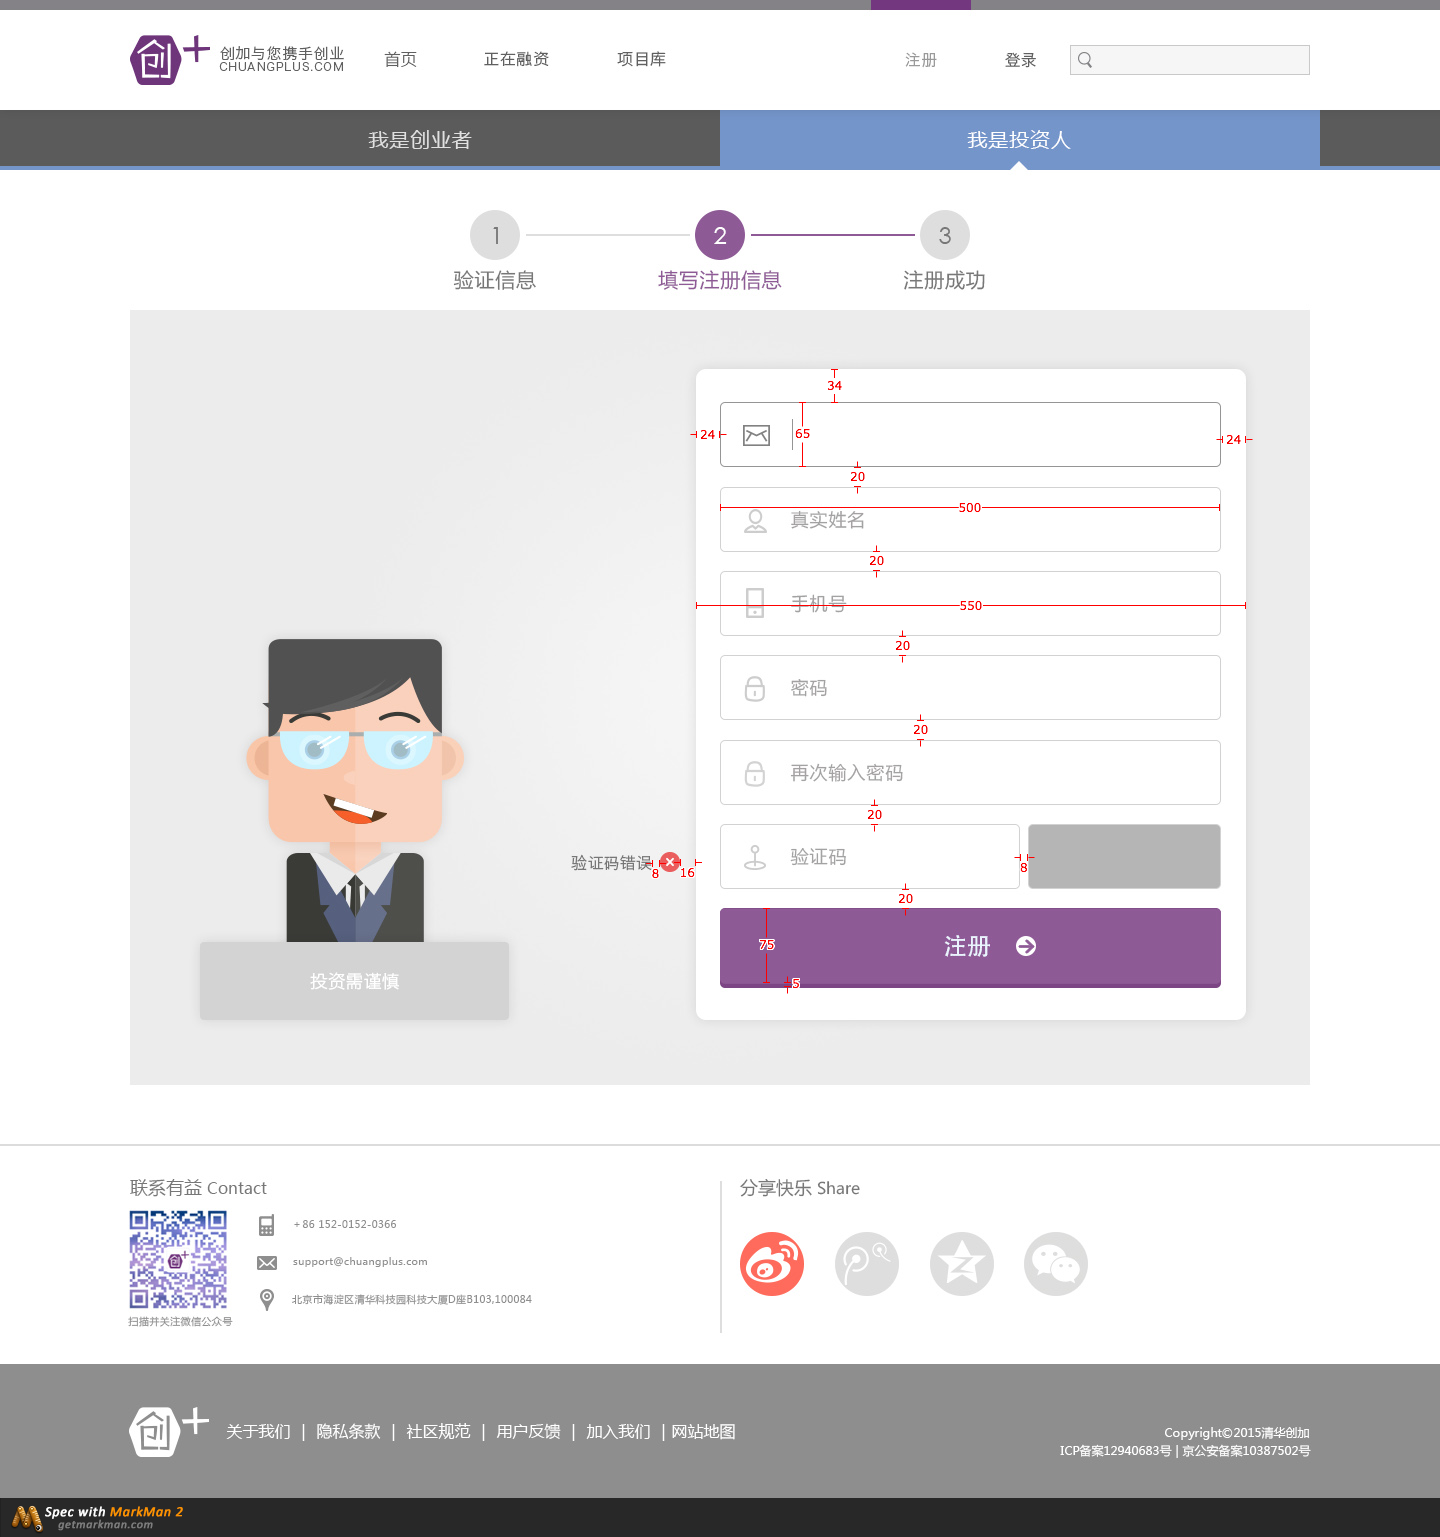 创 创加与您携手创业
CHUANGPLUS.COM
首页 正在融资 项目库 注册 登录
我是创业者 我是投资人
1 2 3
验证信息 填写注册信息 注册成功
34
24 65 24
20
500
真实姓名
20
手机号 550
20
密码
20
再次输入密码
20
验证码
验证码错误 8 16 8
20
75 注册
5
投资需谨慎
联系有益 Contact
+86 152-0152-0366
support@chuangplus.com
北京市海淀区清华科技园科技大厦D座B103,100084
扫描并关注微信公众号
分享快乐 Share
创 关于我们 | 隐私条款 | 社区规范 | 用户反馈 | 加入我们 | 网站地图
Copyright©2015清华创加
ICP备案12940683号 | 京公安备案10387502号
Spec with MarkMan 2
getmarkman.com